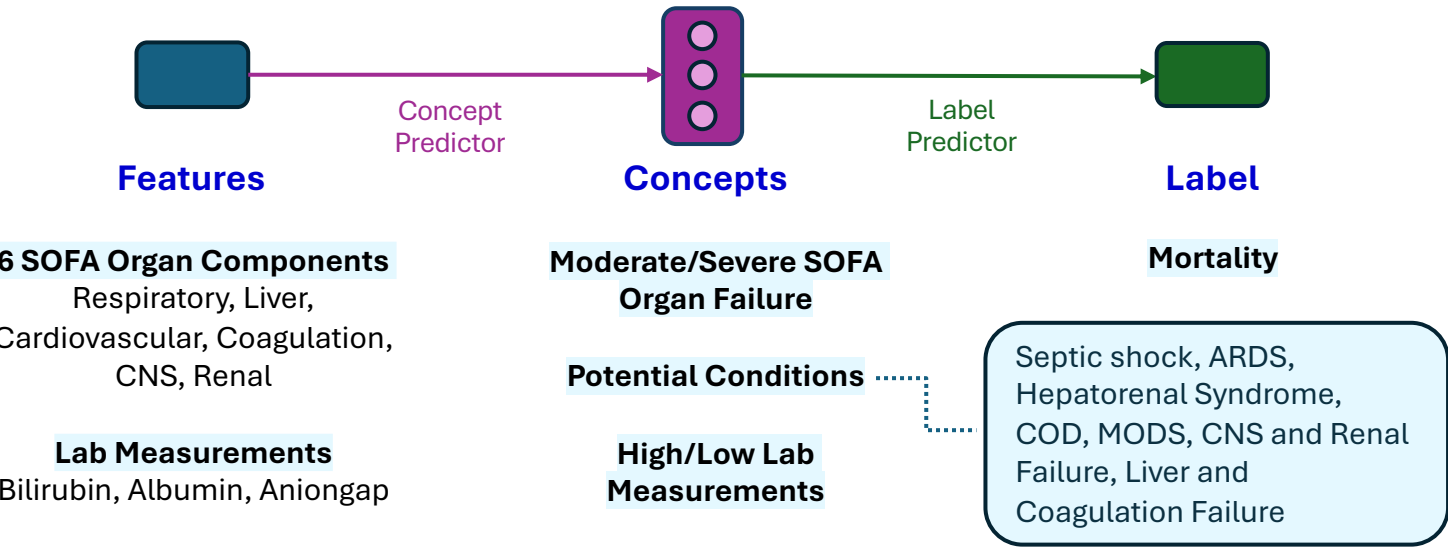 Concept
Predictor
Label
Predictor
Features
Concepts
Label
6 SOFA Organ Components
Respiratory, Liver,
Cardiovascular, Coagulation,
CNS, Renal
Lab Measurements
Bilirubin, Albumin, Aniongap
Moderate/Severe SOFA
Organ Failure
Potential Conditions
High/Low Lab
Measurements
Mortality
Septic shock, ARDS,
Hepatorenal Syndrome,
COD, MODS, CNS and Renal
Failure, Liver and
Coagulation Failure